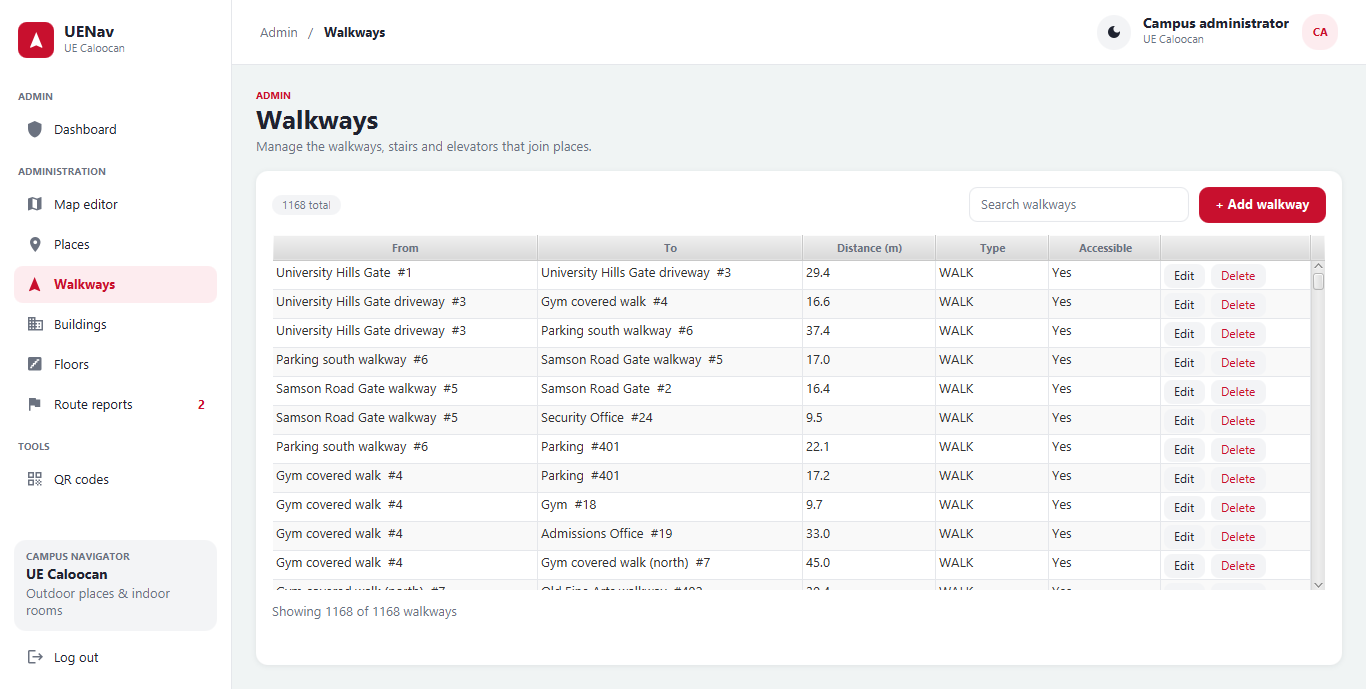 UENav
UE Caloocan
ADMIN
Dashboard
ADMINISTRATION
Map editor
Places
Walkways
Buildings
Floors
Route reports 2
TOOLS
QR codes
CAMPUS NAVIGATOR
UE Caloocan
Outdoor places & indoor
rooms
Log out
Admin / Walkways
Campus administrator
UE Caloocan
CA
ADMIN
Walkways
Manage the walkways, stairs and elevators that join places.
1168 total
Search walkways
+ Add walkway
From To Distance (m) Type Accessible
University Hills Gate #1 University Hills Gate driveway #3 29.4 WALK Yes Edit Delete
University Hills Gate driveway #3 Gym covered walk #4 16.6 WALK Yes Edit Delete
University Hills Gate driveway #3 Parking south walkway #6 37.4 WALK Yes Edit Delete
Parking south walkway #6 Samson Road Gate walkway #5 17.0 WALK Yes Edit Delete
Samson Road Gate walkway #5 Samson Road Gate #2 16.4 WALK Yes Edit Delete
Samson Road Gate walkway #5 Security Office #24 9.5 WALK Yes Edit Delete
Parking south walkway #6 Parking #401 22.1 WALK Yes Edit Delete
Gym covered walk #4 Parking #401 17.2 WALK Yes Edit Delete
Gym covered walk #4 Gym #18 9.7 WALK Yes Edit Delete
Gym covered walk #4 Admissions Office #19 33.0 WALK Yes Edit Delete
Gym covered walk #4 Gym covered walk (north) #7 45.0 WALK Yes Edit Delete
Showing 1168 of 1168 walkways